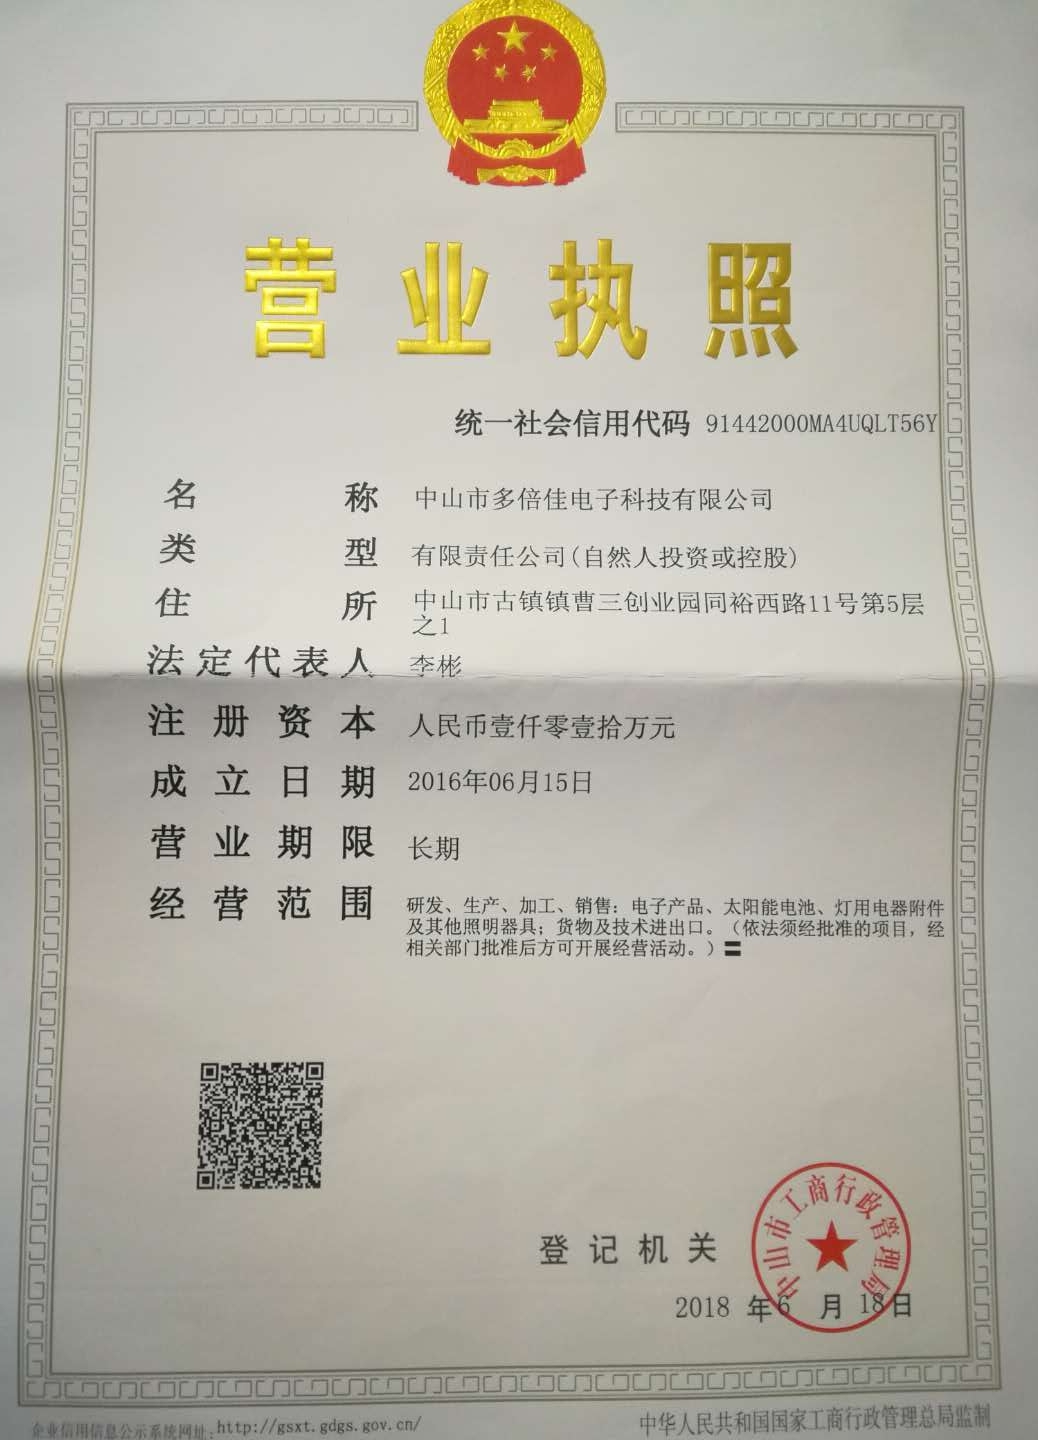 营业执照
统一社会信用代码 91442000MA4UQLT56Y
名称 中山市多倍佳电子科技有限公司
类型 有限责任公司(自然人投资或控股)
住所 中山市古镇镇曹三创业园同裕西路11号第5层
之1
法定代表人 李彬
注册资本 人民币壹仟零壹拾万元
成立日期 2016年06月15日
营业期限 长期
经营范围 研发、生产、加工、销售：电子产品、太阳能电池、灯用电器附件
及其他照明器具；货物及技术进出口。（依法须经批准的项目，经
相关部门批准后方可开展经营活动。）〓
中山市工商行政管理局
登记机关
2018 年 6 月 18 日
企业信用信息公示系统网址：http://gsxt.gdgs.gov.cn/
中华人民共和国国家工商行政管理总局监制